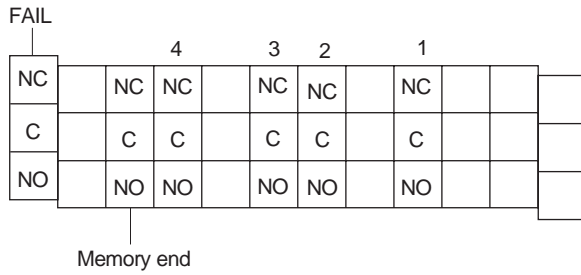 FAIL
4 3 2 1
NC NC NC NC NC NC
C C C C C C
NO NO NO NO NO NO
Memory end